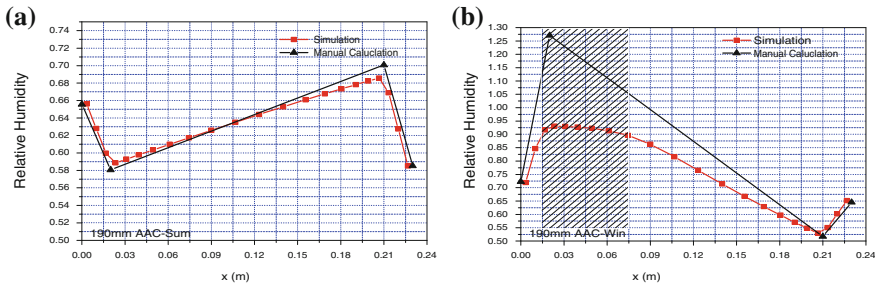 (a)
Relative Humidity
0.74
0.72
0.70
0.68
0.66
0.64
0.62
0.60
0.58
0.56
0.54
0.52
0.50
Simulation
Manual Caluclation
190mm AAC-Sum
0.00 0.03 0.06 0.09 0.12 0.15 0.18 0.21 0.24
x (m)
(b)
Relative Humidity
1.30
1.25
1.20
1.15
1.10
1.05
1.00
0.95
0.90
0.85
0.80
0.75
0.70
0.65
0.60
0.55
0.50
Simulation
Manual Caluclation
190mm AAC-Win
0.00 0.03 0.06 0.09 0.12 0.15 0.18 0.21 0.24
x (m)